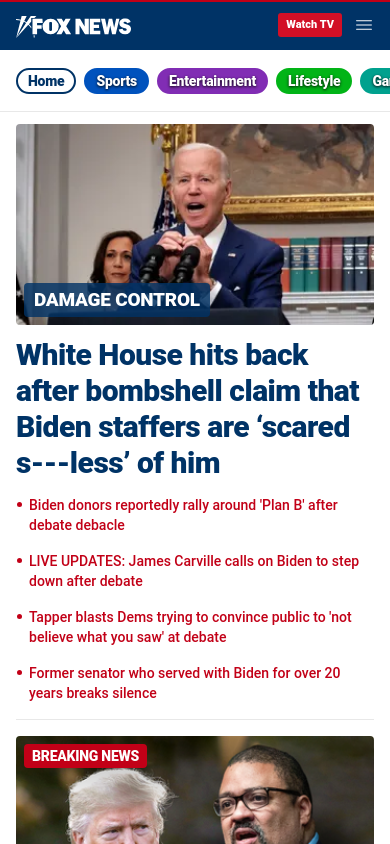 FOX NEWS
Watch TV
Home
Sports
Entertainment
Lifestyle
Ga
DAMAGE CONTROL
White House hits back
after bombshell claim that
Biden staffers are ‘scared
s---less’ of him
Biden donors reportedly rally around 'Plan B' after
debate debacle
LIVE UPDATES: James Carville calls on Biden to step
down after debate
Tapper blasts Dems trying to convince public to 'not
believe what you saw' at debate
Former senator who served with Biden for over 20
years breaks silence
BREAKING NEWS